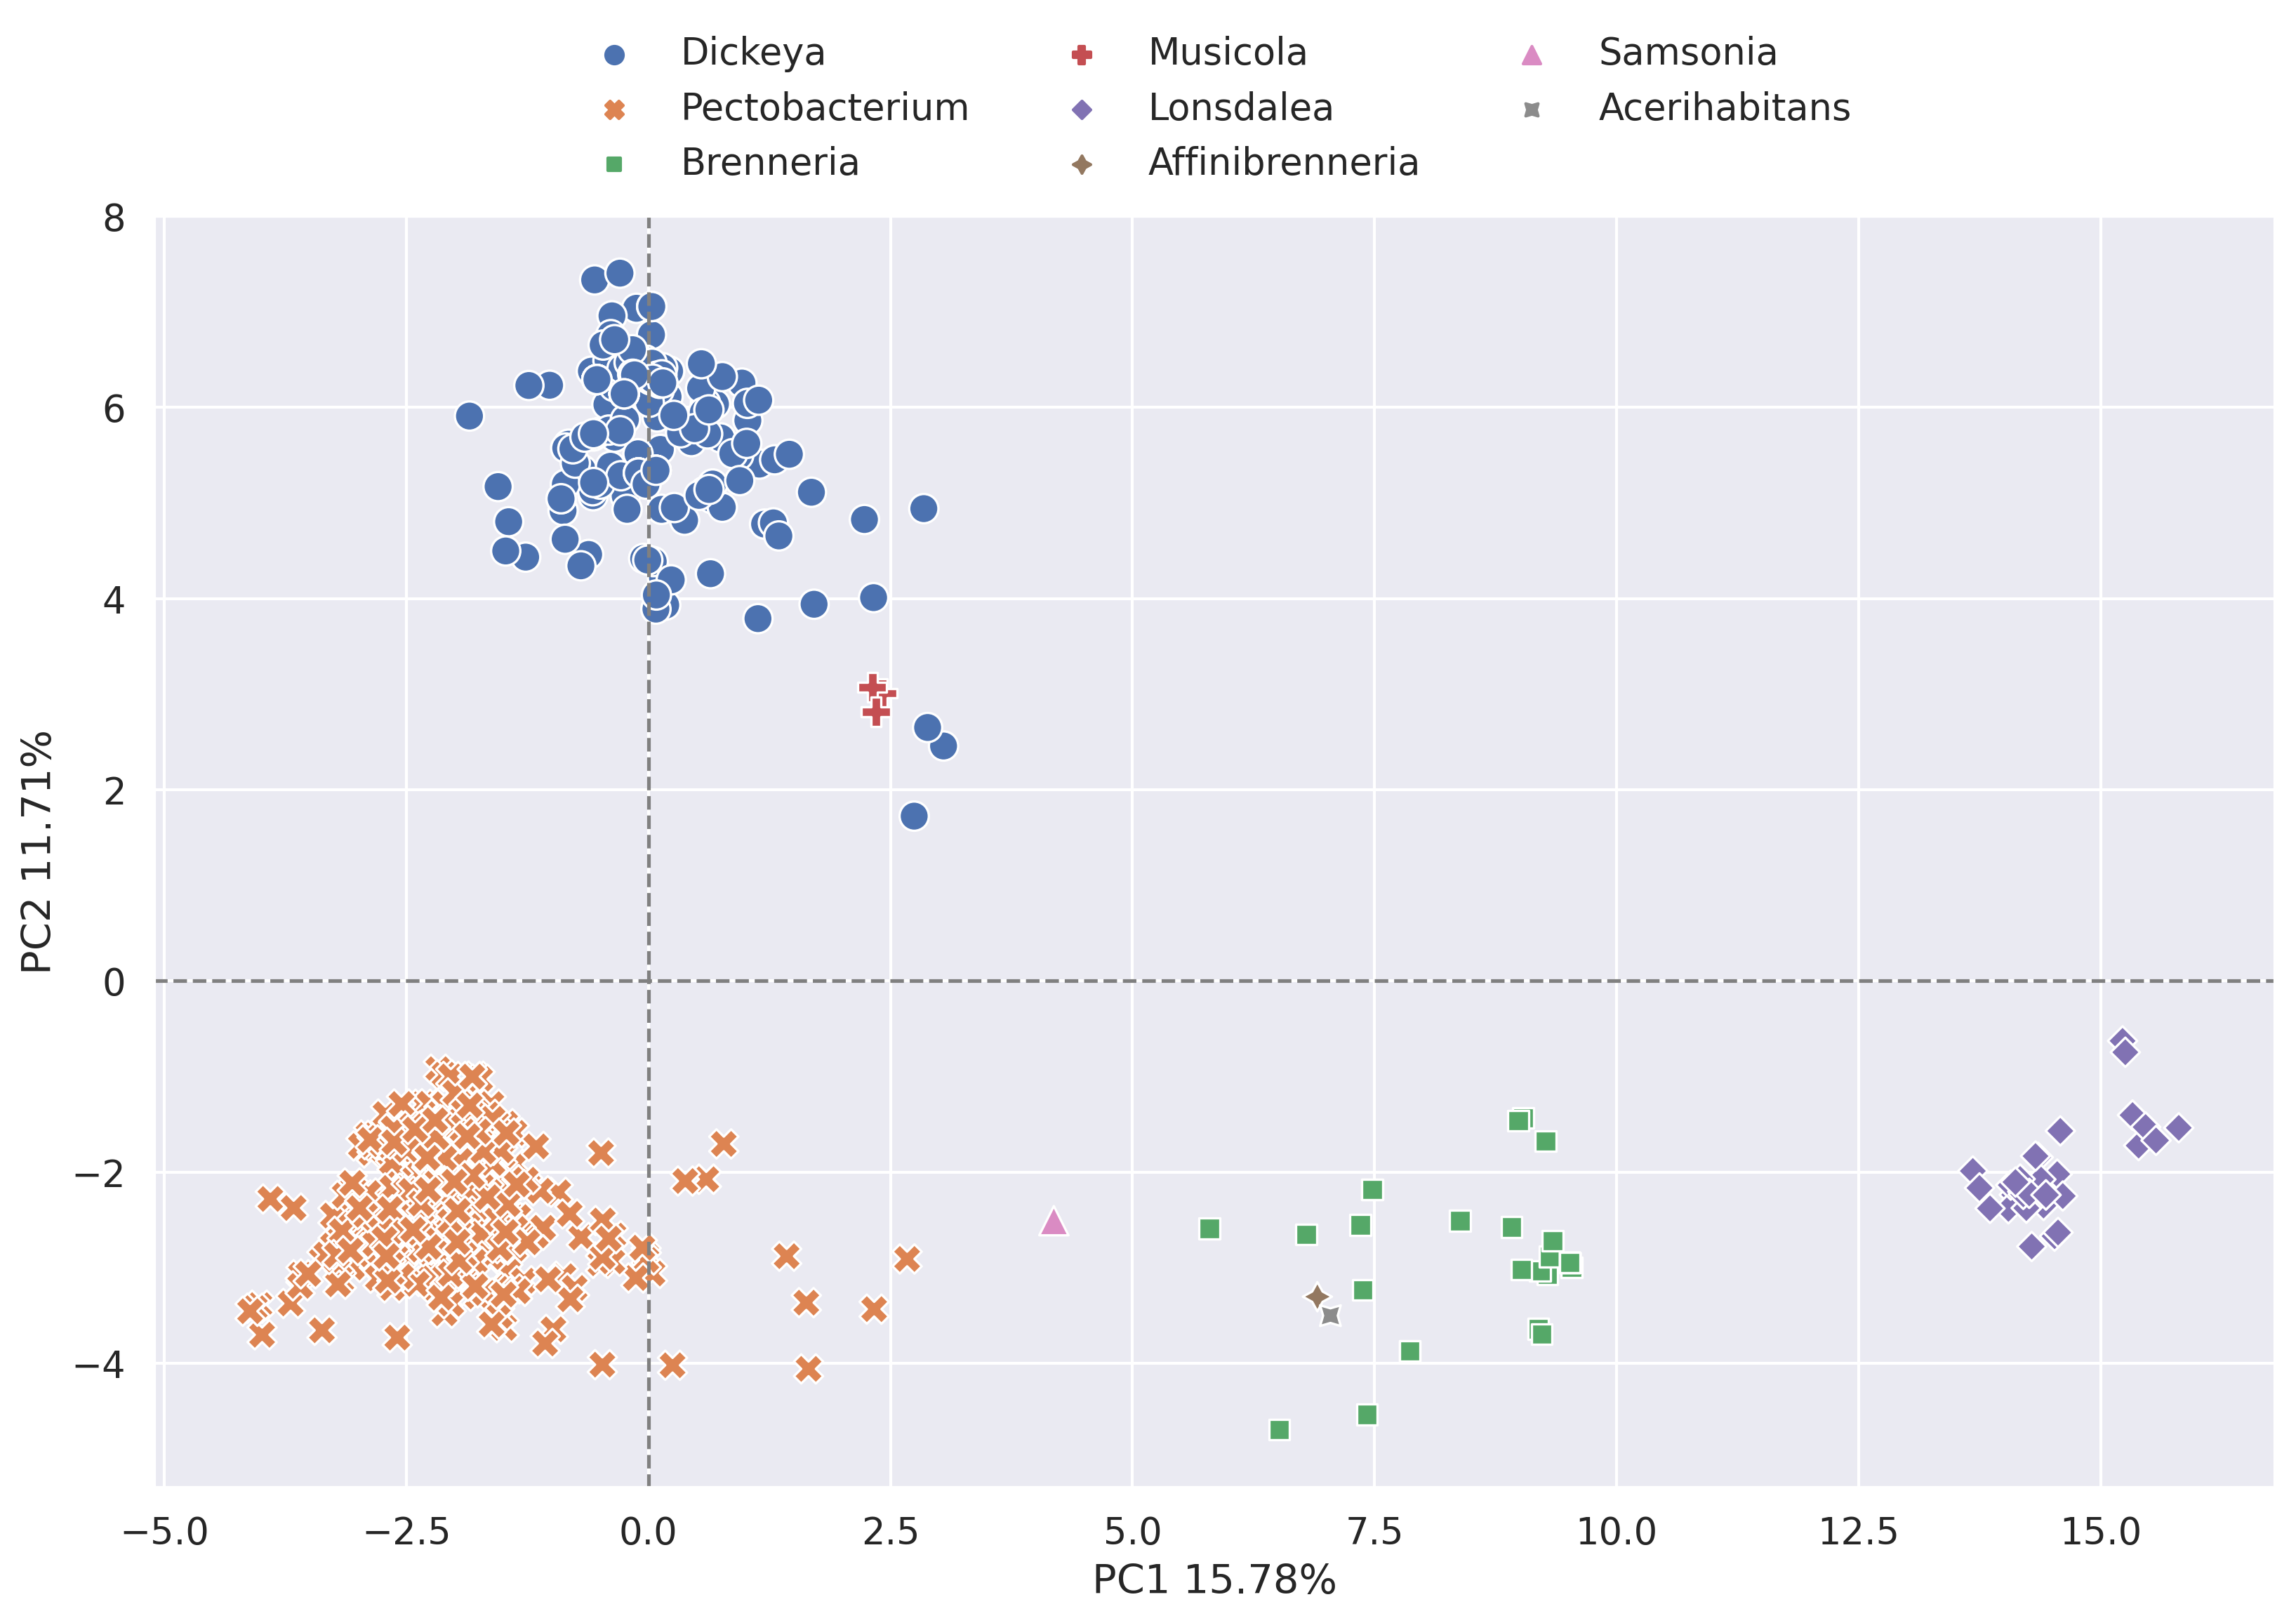 Dickeya
Pectobacterium
Brenneria
Musicola
Lonsdalea
Affinibrenneria
Samsonia
Acerihabitans
8
6
4
2
0
−2
−4
PC2 11.71%
−5.0 −2.5 0.0 2.5 5.0 7.5 10.0 12.5 15.0
PC1 15.78%